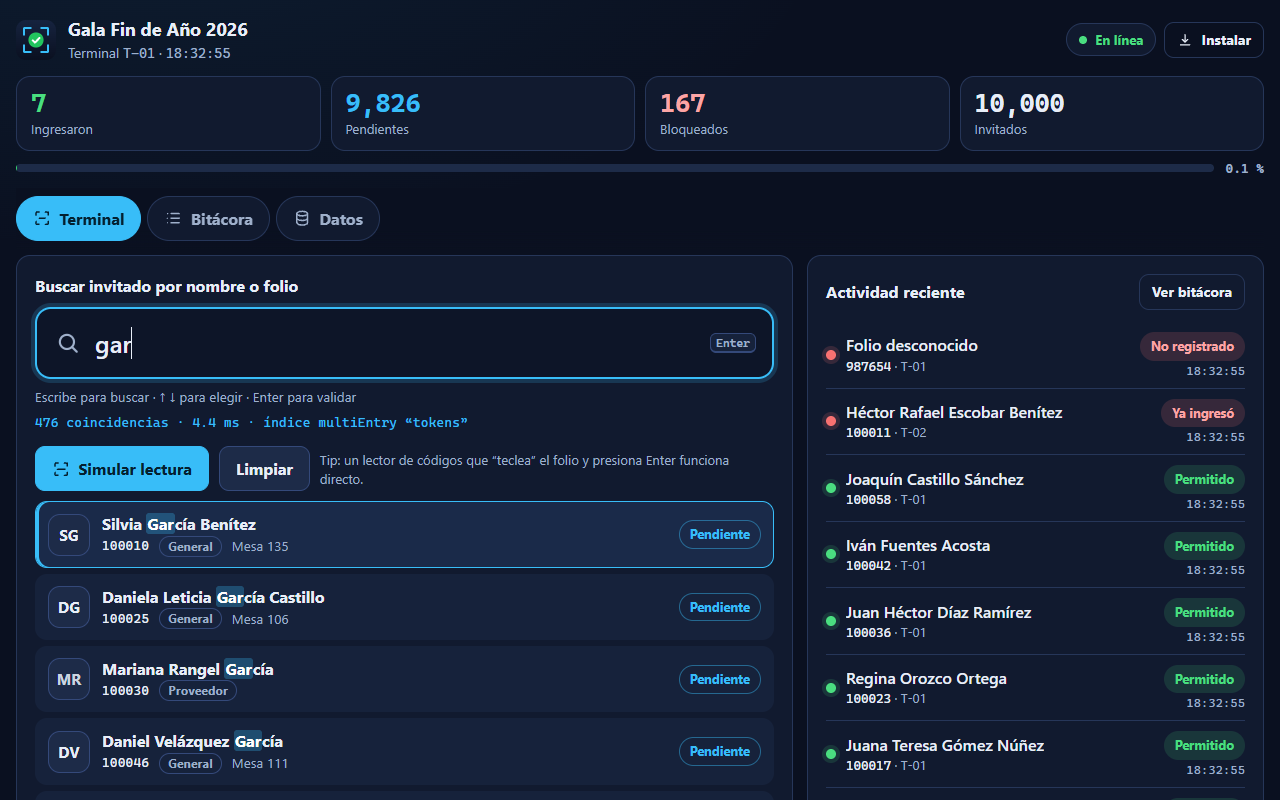 Gala Fin de Año 2026
Terminal T-01 · 18:32:55
En línea
Instalar
7
Ingresaron
9,826
Pendientes
167
Bloqueados
10,000
Invitados
0.1 %
Terminal
Bitácora
Datos
Buscar invitado por nombre o folio
gar
Enter
Escribe para buscar · ↑ ↓ para elegir · Enter para validar
476 coincidencias · 4.4 ms · índice multiEntry “tokens”
Simular lectura
Limpiar
Tip: un lector de códigos que “teclea” el folio y presiona Enter funciona
directo.
SG
Silvia García Benítez
100010 General Mesa 135
Pendiente
DG
Daniela Leticia García Castillo
100025 General Mesa 106
Pendiente
MR
Mariana Rangel García
100030 Proveedor
Pendiente
DV
Daniel Velázquez García
100046 General Mesa 111
Pendiente
Actividad reciente
Ver bitácora
Folio desconocido
987654 · T-01
No registrado
18:32:55
Héctor Rafael Escobar Benítez
100011 · T-02
Ya ingresó
18:32:55
Joaquín Castillo Sánchez
100058 · T-01
Permitido
18:32:55
Iván Fuentes Acosta
100042 · T-01
Permitido
18:32:55
Juan Héctor Díaz Ramírez
100036 · T-01
Permitido
18:32:55
Regina Orozco Ortega
100023 · T-01
Permitido
18:32:55
Juana Teresa Gómez Núñez
100017 · T-01
Permitido
18:32:55